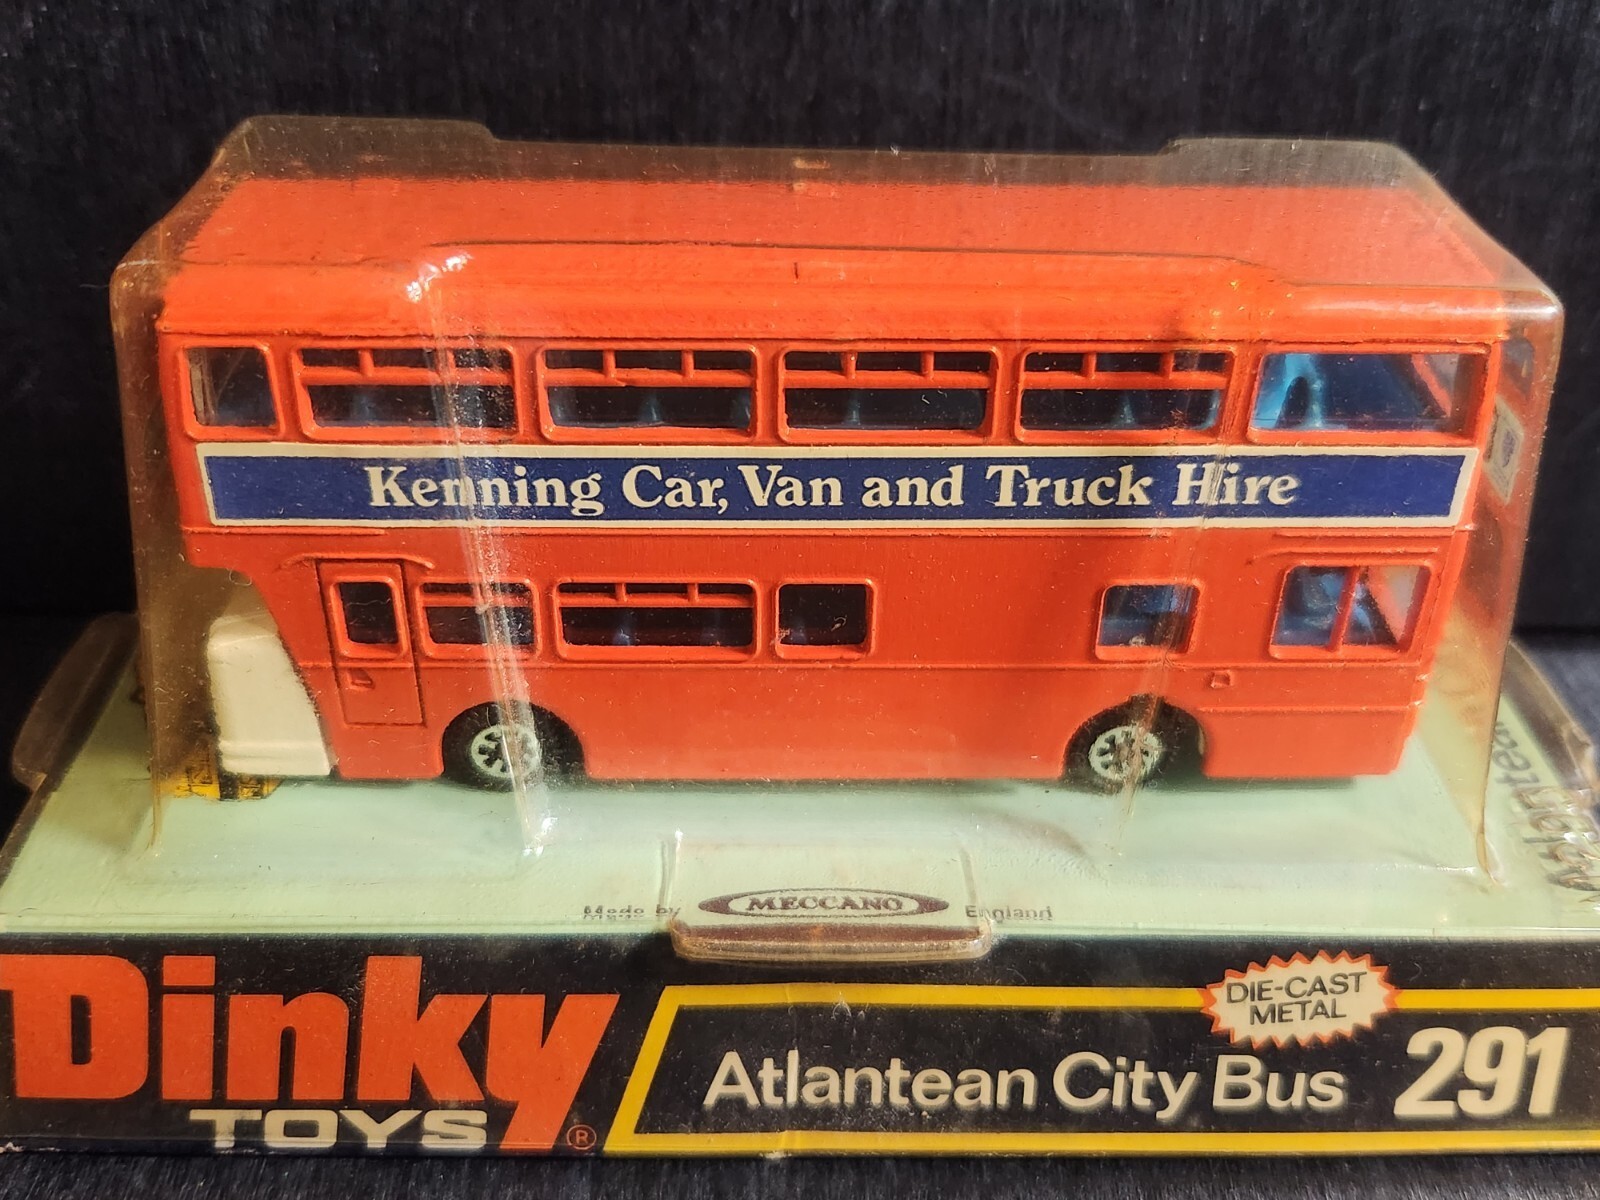 Kenning Car, Van and Truck Hire
Made by MECCANO England
Dinky
TOYS ®
DIE-CAST
METAL
Atlantean City Bus 291